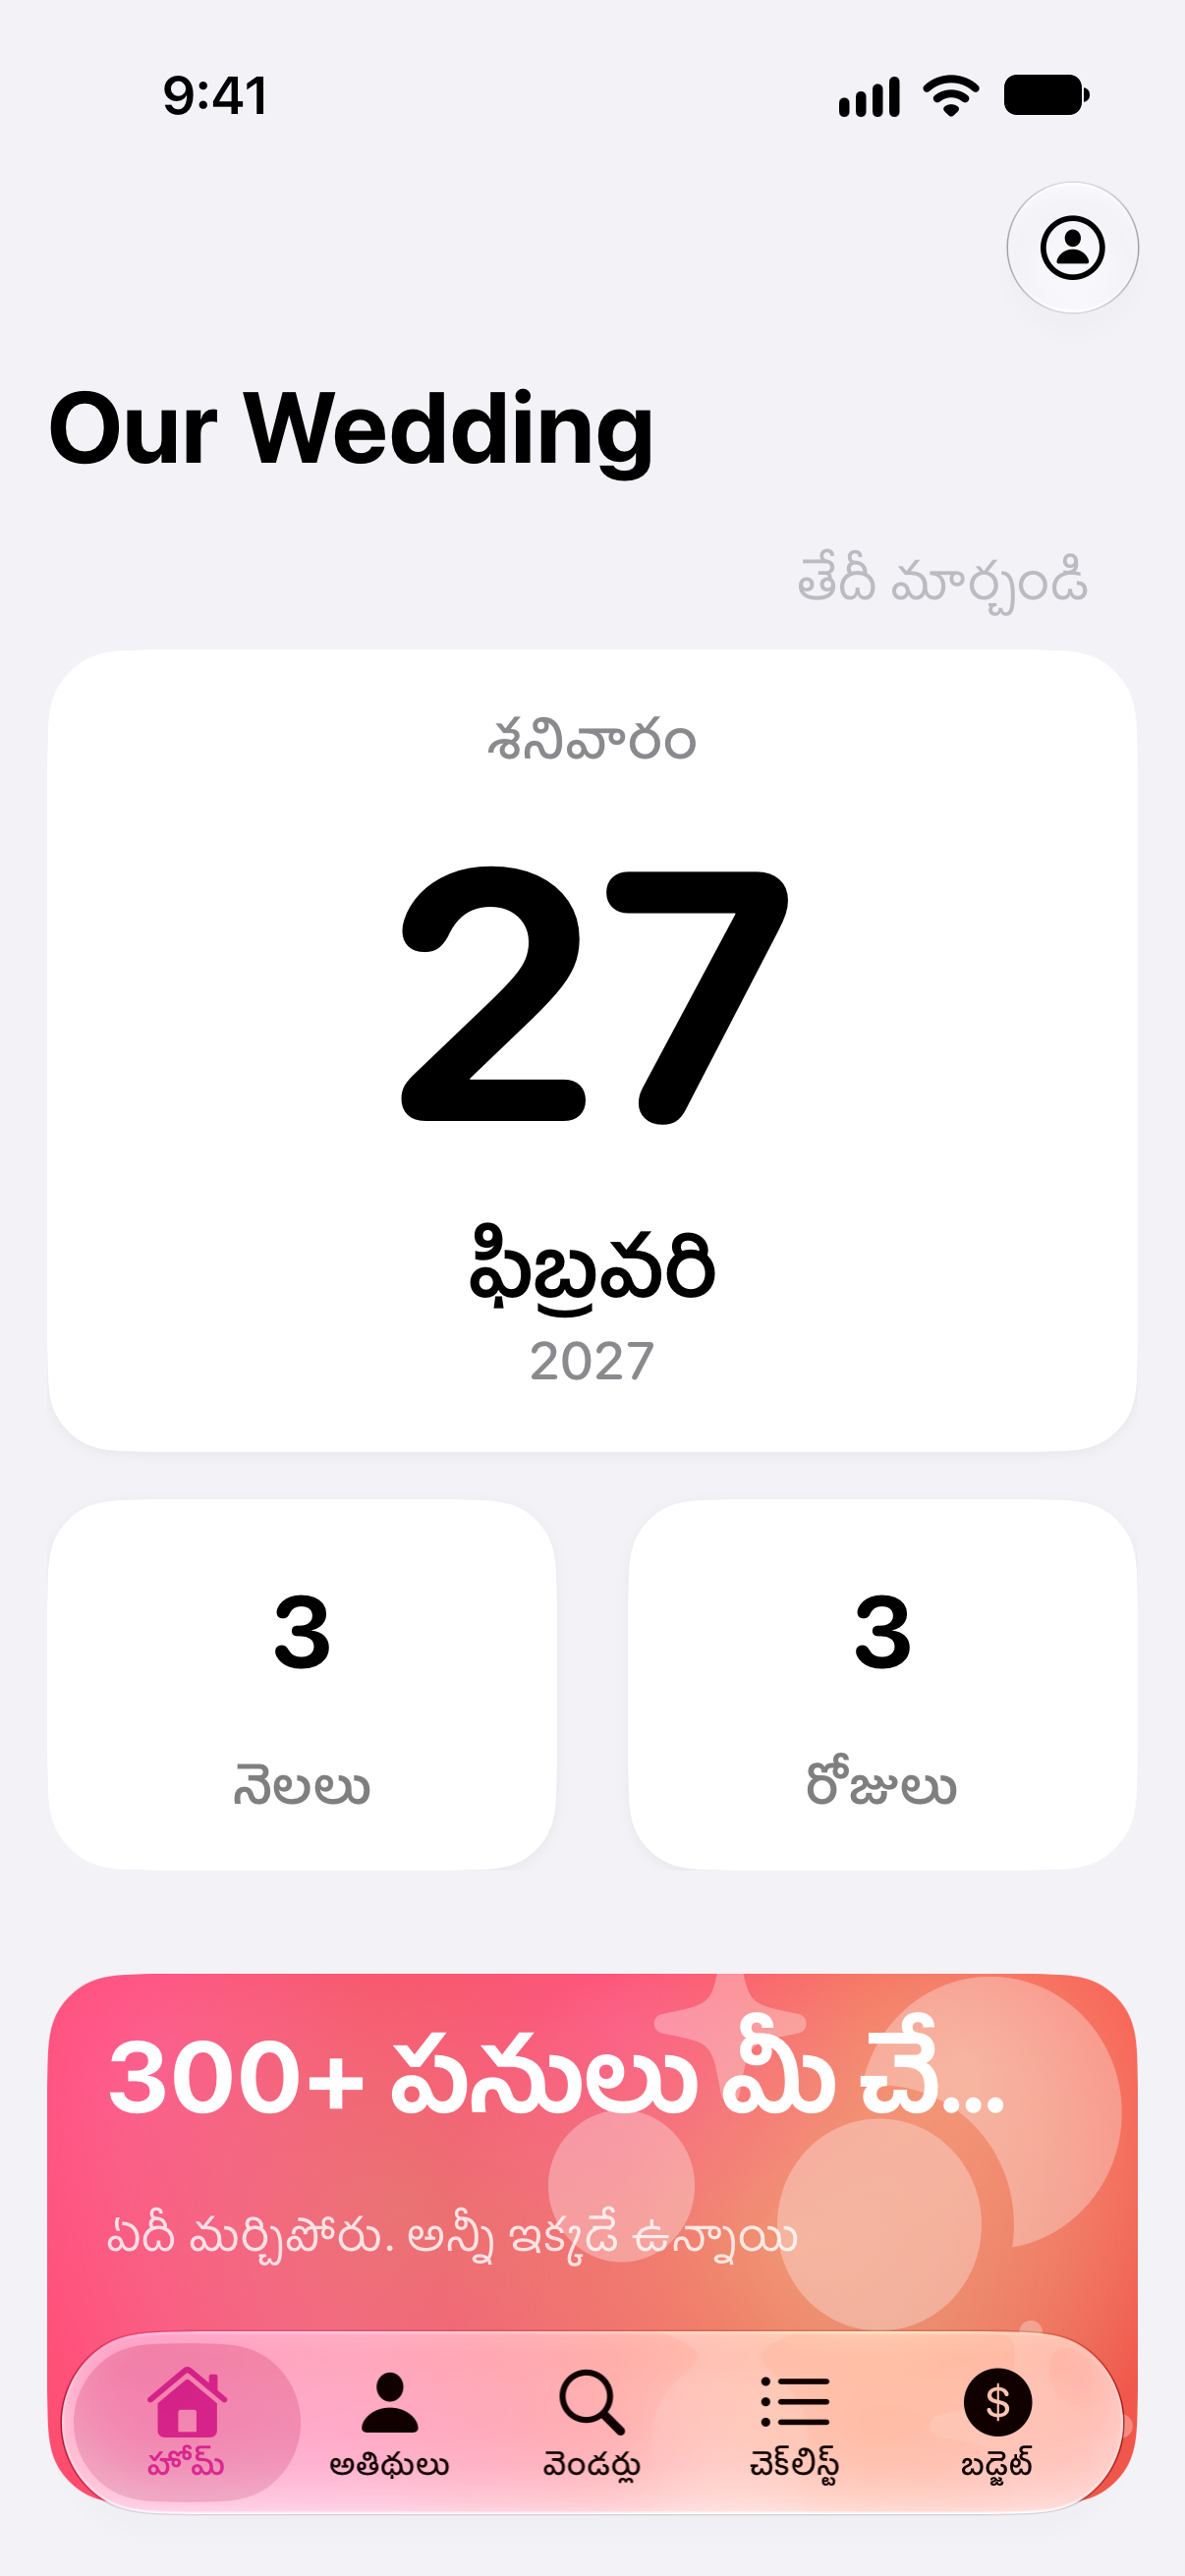 9:41
Our Wedding
తేదీ మార్చండి
శనివారం
27
ఫిబ్రవరి
2027
3
నెలలు
3
రోజులు
300+ పనులు మీ చే...
ఏదీ మర్చిపోరు. అన్నీ ఇక్కడే ఉన్నాయి
హోమ్
అతిథులు
వెండర్లు
చెక్‌లిస్ట్
బడ్జెట్